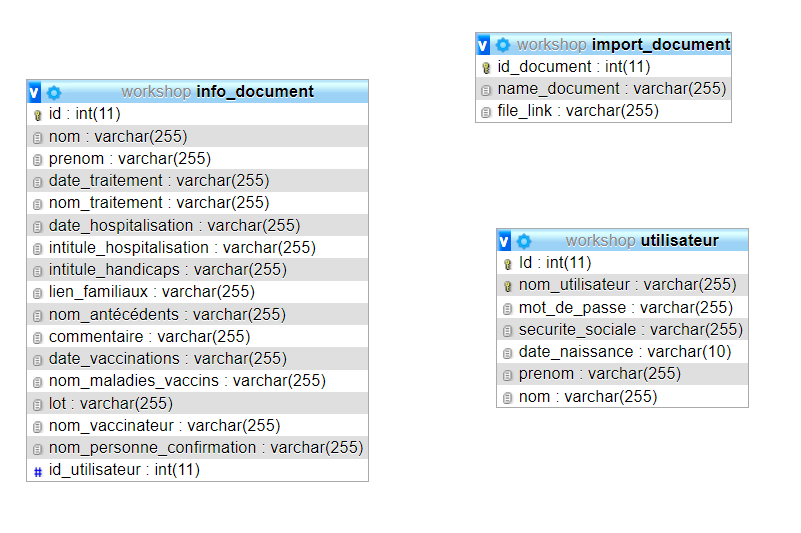 v workshop info_document
id : int(11)
nom : varchar(255)
prenom : varchar(255)
date_traitement : varchar(255)
nom_traitement : varchar(255)
date_hospitalisation : varchar(255)
intitule_hospitalisation : varchar(255)
intitule_handicaps : varchar(255)
lien_familiaux : varchar(255)
nom_antécédents : varchar(255)
commentaire : varchar(255)
date_vaccinations : varchar(255)
nom_maladies_vaccins : varchar(255)
lot : varchar(255)
nom_vaccinateur : varchar(255)
nom_personne_confirmation : varchar(255)
# id_utilisateur : int(11)
v workshop import_document
id_document : int(11)
name_document : varchar(255)
file_link : varchar(255)
v workshop utilisateur
Id : int(11)
nom_utilisateur : varchar(255)
mot_de_passe : varchar(255)
securite_sociale : varchar(255)
date_naissance : varchar(10)
prenom : varchar(255)
nom : varchar(255)